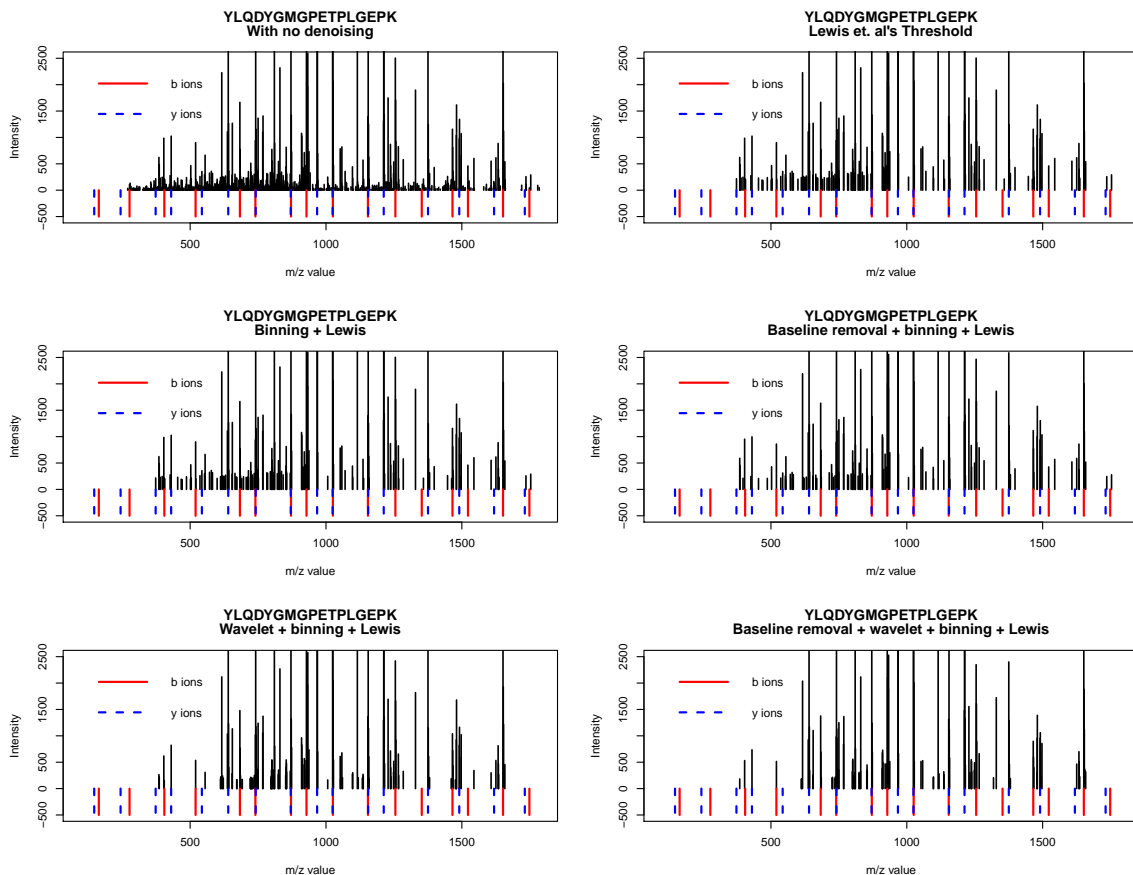 YLQDYGMGPETPLGEPK
With no denoising
Intensity
2500
1500
500
0
−500
b ions
y ions
500
1000
1500
m/z value
YLQDYGMGPETPLGEPK
Lewis et. al's Threshold
Intensity
2500
1500
500
0
−500
b ions
y ions
500
1000
1500
m/z value
YLQDYGMGPETPLGEPK
Binning + Lewis
Intensity
2500
1500
500
0
−500
b ions
y ions
500
1000
1500
m/z value
YLQDYGMGPETPLGEPK
Baseline removal + binning + Lewis
Intensity
2500
1500
500
0
−500
b ions
y ions
500
1000
1500
m/z value
YLQDYGMGPETPLGEPK
Wavelet + binning + Lewis
Intensity
2500
1500
500
0
−500
b ions
y ions
500
1000
1500
m/z value
YLQDYGMGPETPLGEPK
Baseline removal + wavelet + binning + Lewis
Intensity
2500
1500
500
0
−500
b ions
y ions
500
1000
1500
m/z value